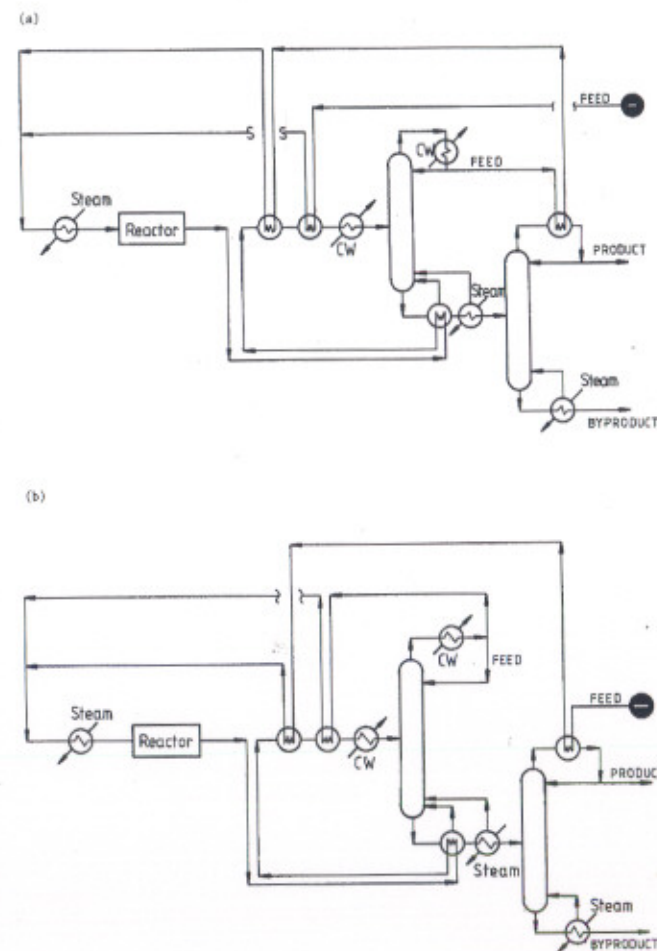 (a)
FEED
CW
FEED
Steam
Reactor
CW
PRODUCT
Steam
Steam
BYPRODUCT
(b)
CW
FEED
Steam
FEED
Reactor
CW
PRODUC
Steam
Steam
BYPRODUCT